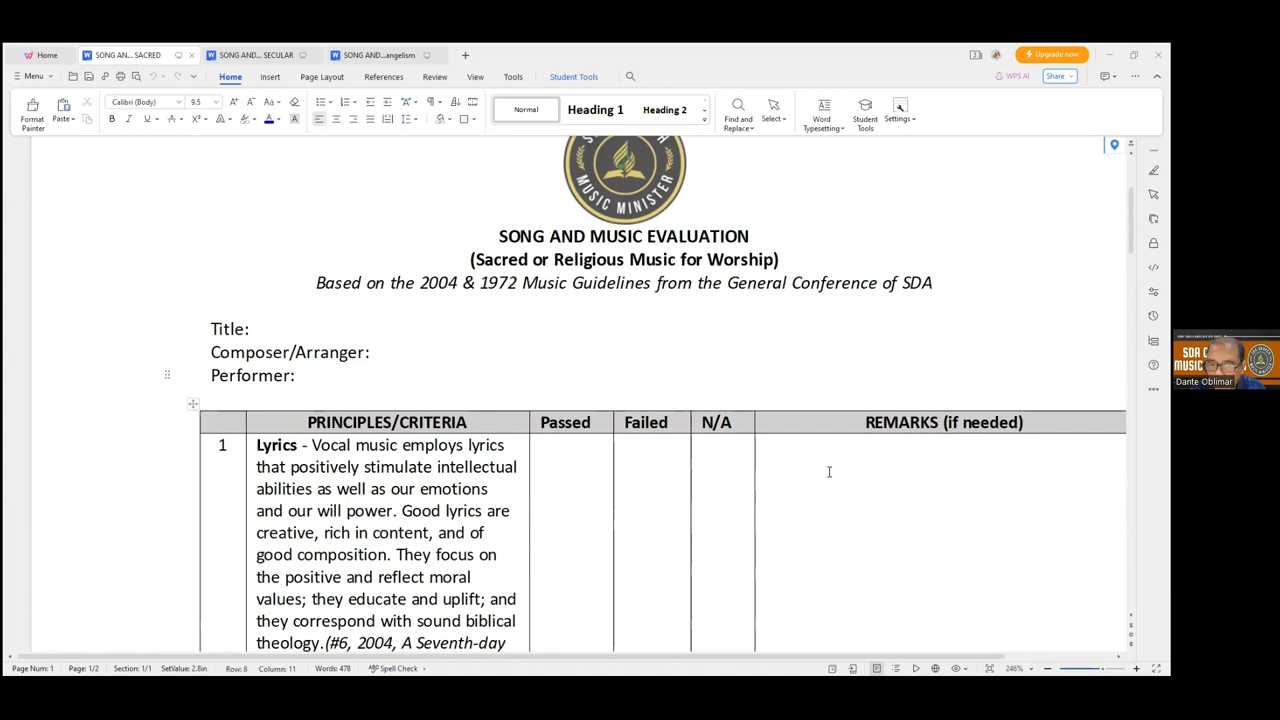 Home
SONG AN... SACRED
SONG AND... SECULAR
SONG AND...angelism
Upgrade now
Menu
Home
Insert
Page Layout
References
Review
View
Tools
Student Tools
WPS AI
Share
Format
Painter
Paste
Calibri (Body)
9.5
Normal
Heading 1
Heading 2
Find and
Replace
Select
Word
Typesetting
Student
Tools
Settings
MUSIC MINISTER
SONG AND MUSIC EVALUATION
(Sacred or Religious Music for Worship)
Based on the 2004 & 1972 Music Guidelines from the General Conference of SDA
Title:
Composer/Arranger:
Performer:
PRINCIPLES/CRITERIA Passed Failed N/A REMARKS (if needed)
1 Lyrics - Vocal music employs lyrics
that positively stimulate intellectual
abilities as well as our emotions
and our will power. Good lyrics are
creative, rich in content, and of
good composition. They focus on
the positive and reflect moral
values; they educate and uplift; and
they correspond with sound biblical
theology.(#6, 2004, A Seventh-day
Dante Oblimar
Page Num: 1 Page: 1/2 Section: 1/1 SetValue: 2.8in Row: 8 Column: 11 Words: 478 Spell Check 246%